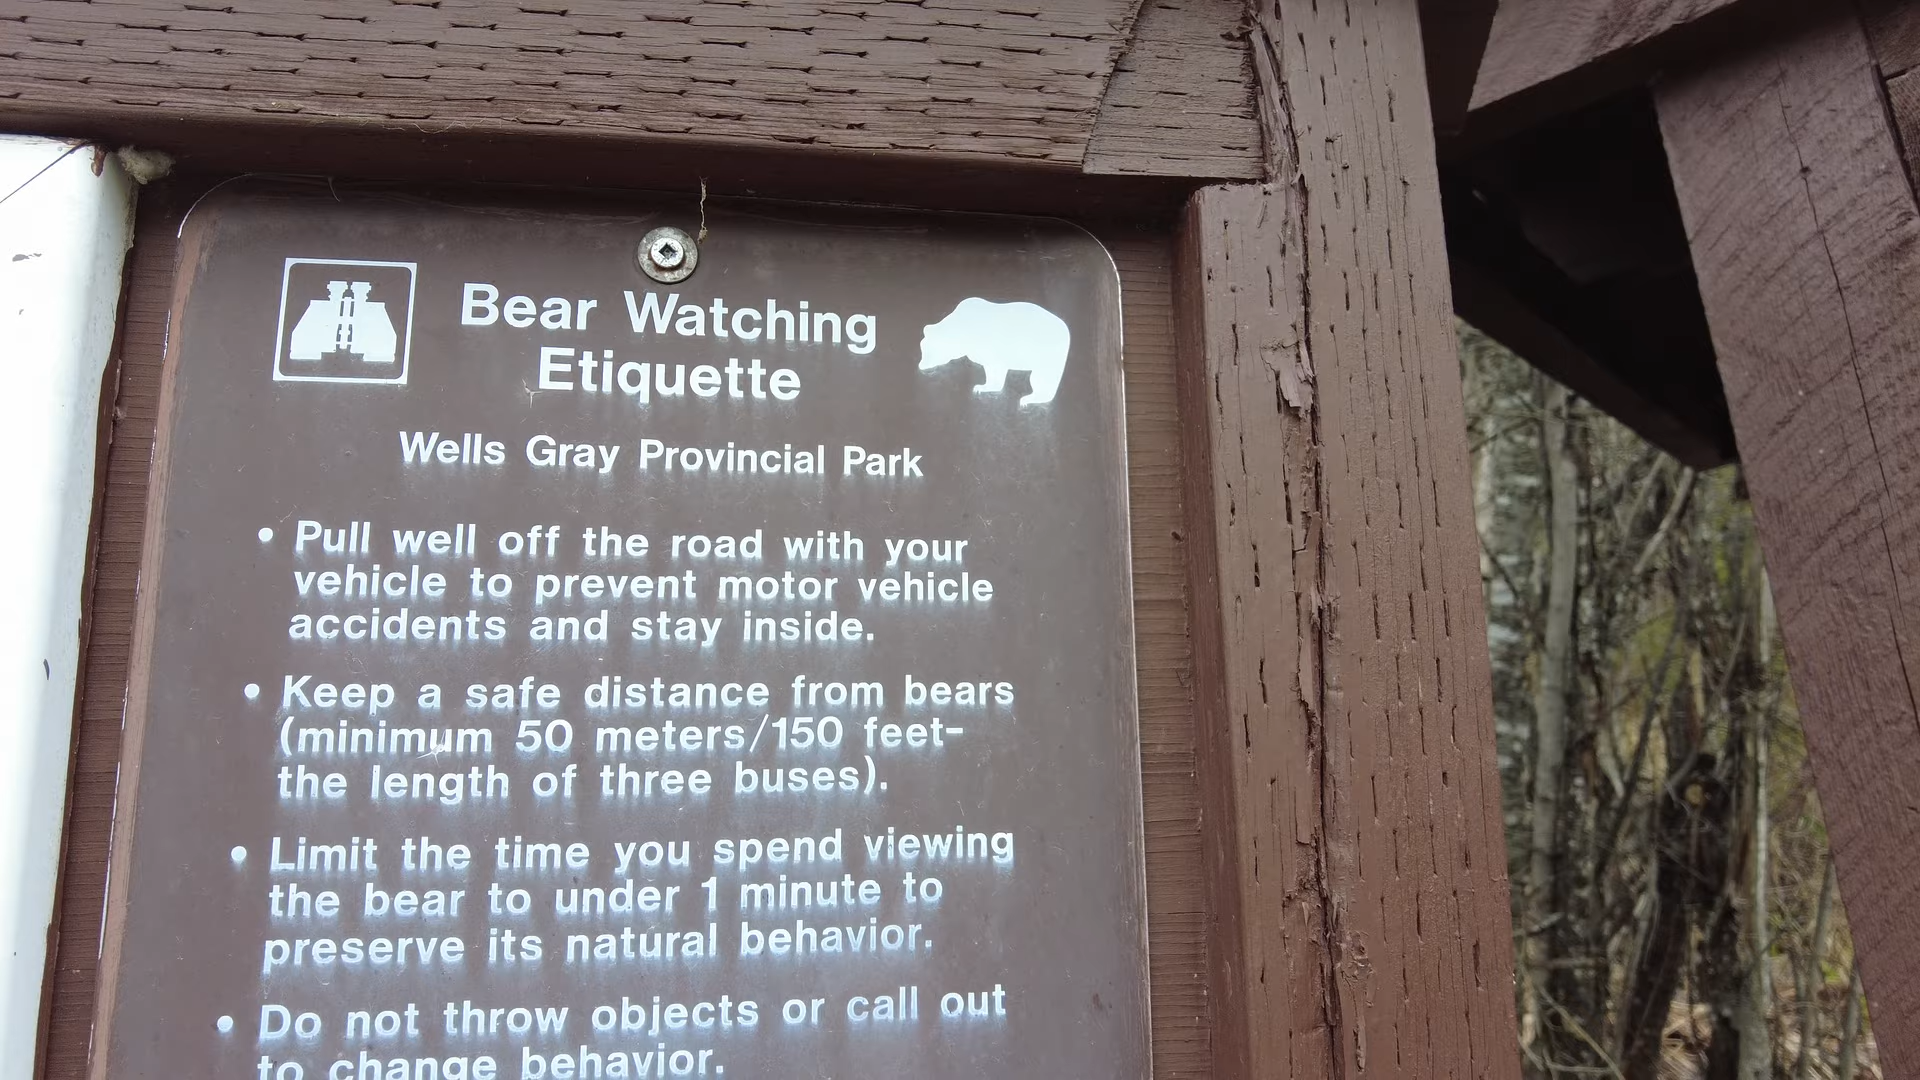 Bear Watching
Etiquette
Wells Gray Provincial Park
• Pull well off the road with your
vehicle to prevent motor vehicle
accidents and stay inside.
• Keep a safe distance from bears
(minimum 50 meters/150 feet-
the length of three buses).
• Limit the time you spend viewing
the bear to under 1 minute to
preserve its natural behavior.
• Do not throw objects or call out
to change behavior.